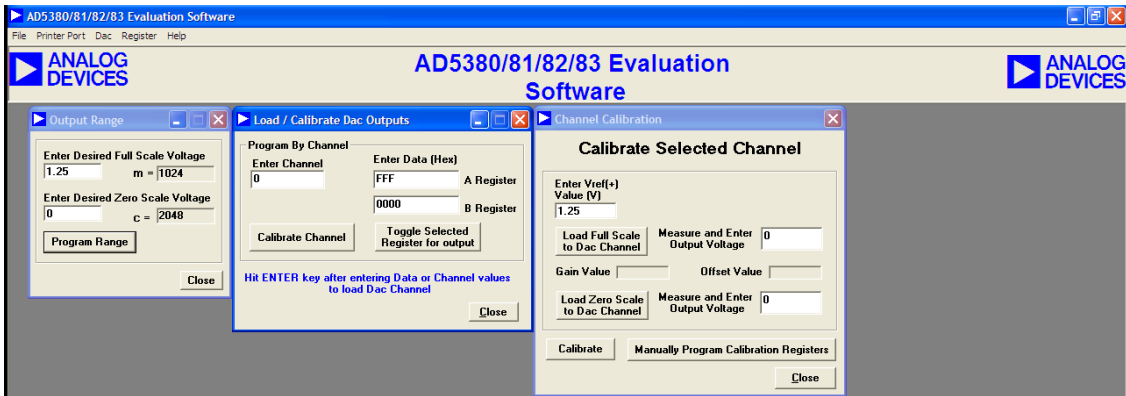 AD5380/81/82/83 Evaluation Software
File Printer Port Dac Register Help
ANALOG
DEVICES
AD5380/81/82/83 Evaluation
Software
ANALOG
DEVICES
Output Range
Enter Desired Full Scale Voltage
1.25 m = 1024
Enter Desired Zero Scale Voltage
0 c = 2048
Program Range
Close
Load / Calibrate Dac Outputs
Program By Channel
Enter Channel
0
Enter Data (Hex)
FFF A Register
0000 B Register
Calibrate Channel
Toggle Selected
Register for output
Hit ENTER key after entering Data or Channel values
to load Dac Channel
Close
Channel Calibration
Calibrate Selected Channel
Enter Vref(+)
Value (V)
1.25
Load Full Scale
to Dac Channel
Measure and Enter
Output Voltage
0
Gain Value Offset Value
Load Zero Scale
to Dac Channel
Measure and Enter
Output Voltage
0
Calibrate
Manually Program Calibration Registers
Close